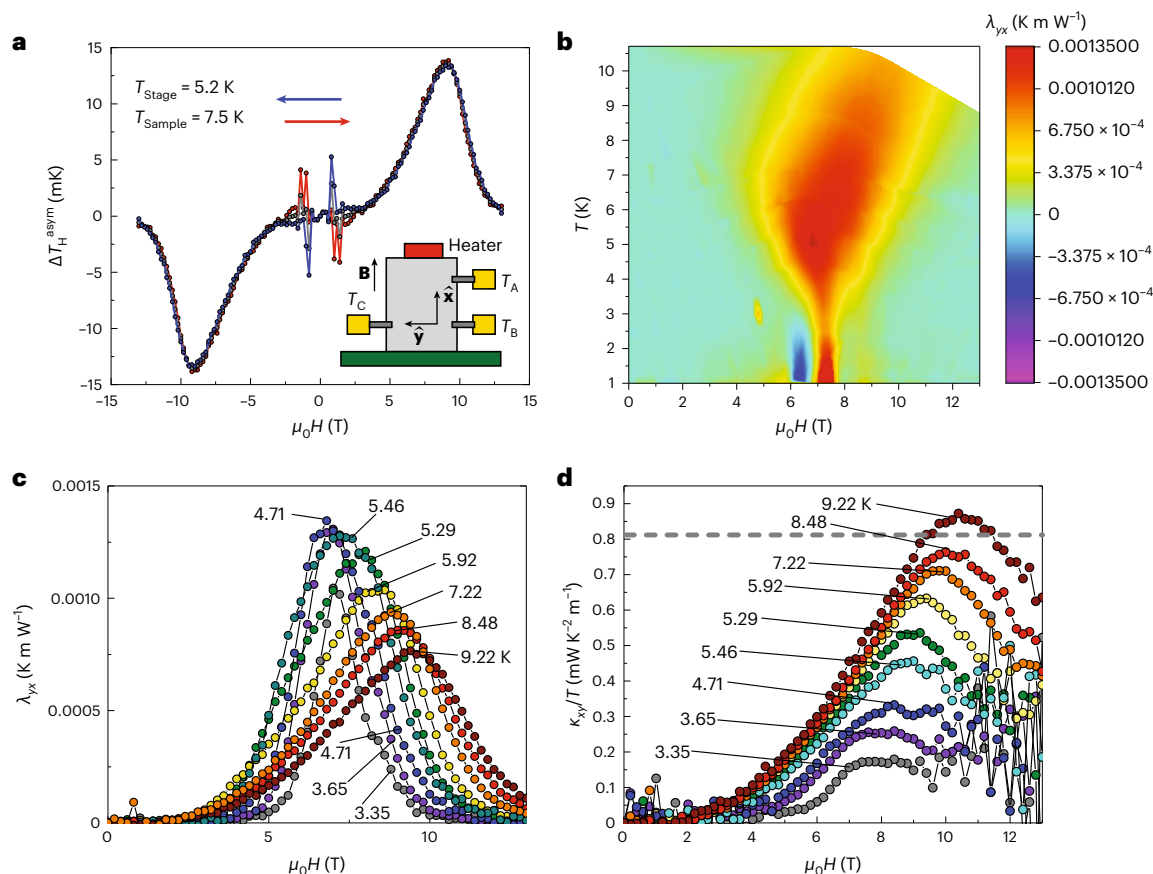 a
15
10
5
0
−5
−10
−15
ΔT_H^asym (mK)
T_Stage = 5.2 K
T_Sample = 7.5 K
Heater
B
x̂
ŷ
T_A
T_B
T_C
−15 −10 −5 0 5 10 15
μ0H (T)
b
10
9
8
7
6
5
4
3
2
1
T (K)
0 2 4 6 8 10 12
μ0H (T)
λ_yx (K m W⁻¹)
0.0013500
0.0010120
6.750 × 10⁻⁴
3.375 × 10⁻⁴
0
−3.375 × 10⁻⁴
−6.750 × 10⁻⁴
−0.0010120
−0.0013500
c
0.0015
0.0010
0.0005
0
λ_yx (K m W⁻¹)
4.71
5.46
5.29
5.92
7.22
8.48
9.22 K
4.71
3.65
3.35
0 5 10
μ0H (T)
d
0.9
0.8
0.7
0.6
0.5
0.4
0.3
0.2
0.1
0
κ_xy/T (mW K⁻² m⁻¹)
9.22 K
8.48
7.22
5.92
5.29
5.46
4.71
3.65
3.35
0 2 4 6 8 10 12
μ0H (T)